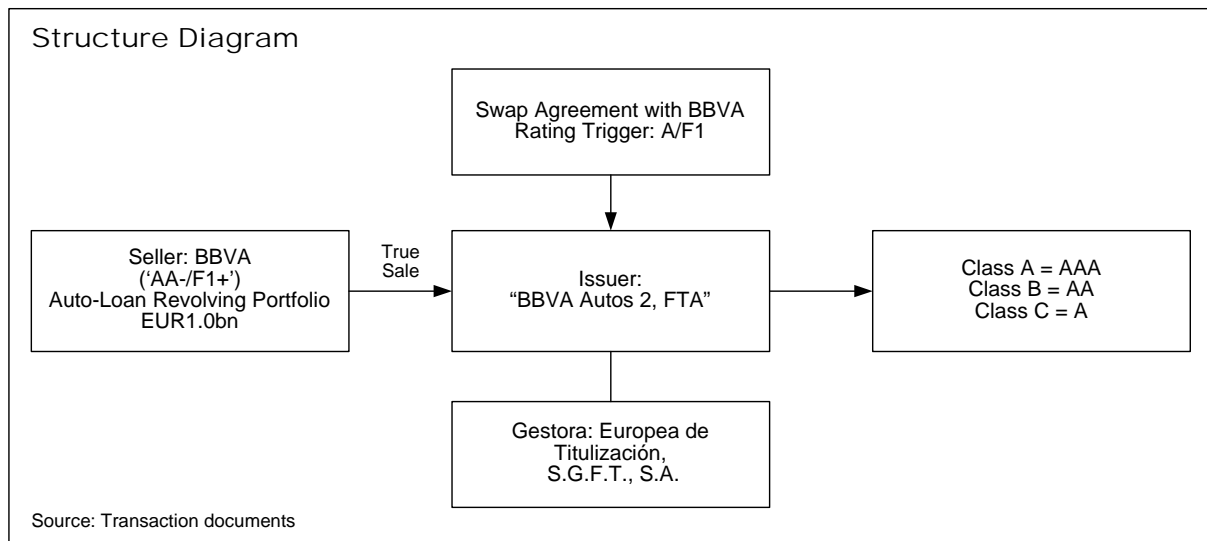 Structure Diagram
Swap Agreement with BBVA
Rating Trigger: A/F1
Seller: BBVA
(‘AA-/F1+’)
Auto-Loan Revolving Portfolio
EUR1.0bn
True
Sale
Issuer:
“BBVA Autos 2, FTA”
Class A = AAA
Class B = AA
Class C = A
Gestora: Europea de
Titulización,
S.G.F.T., S.A.
Source: Transaction documents